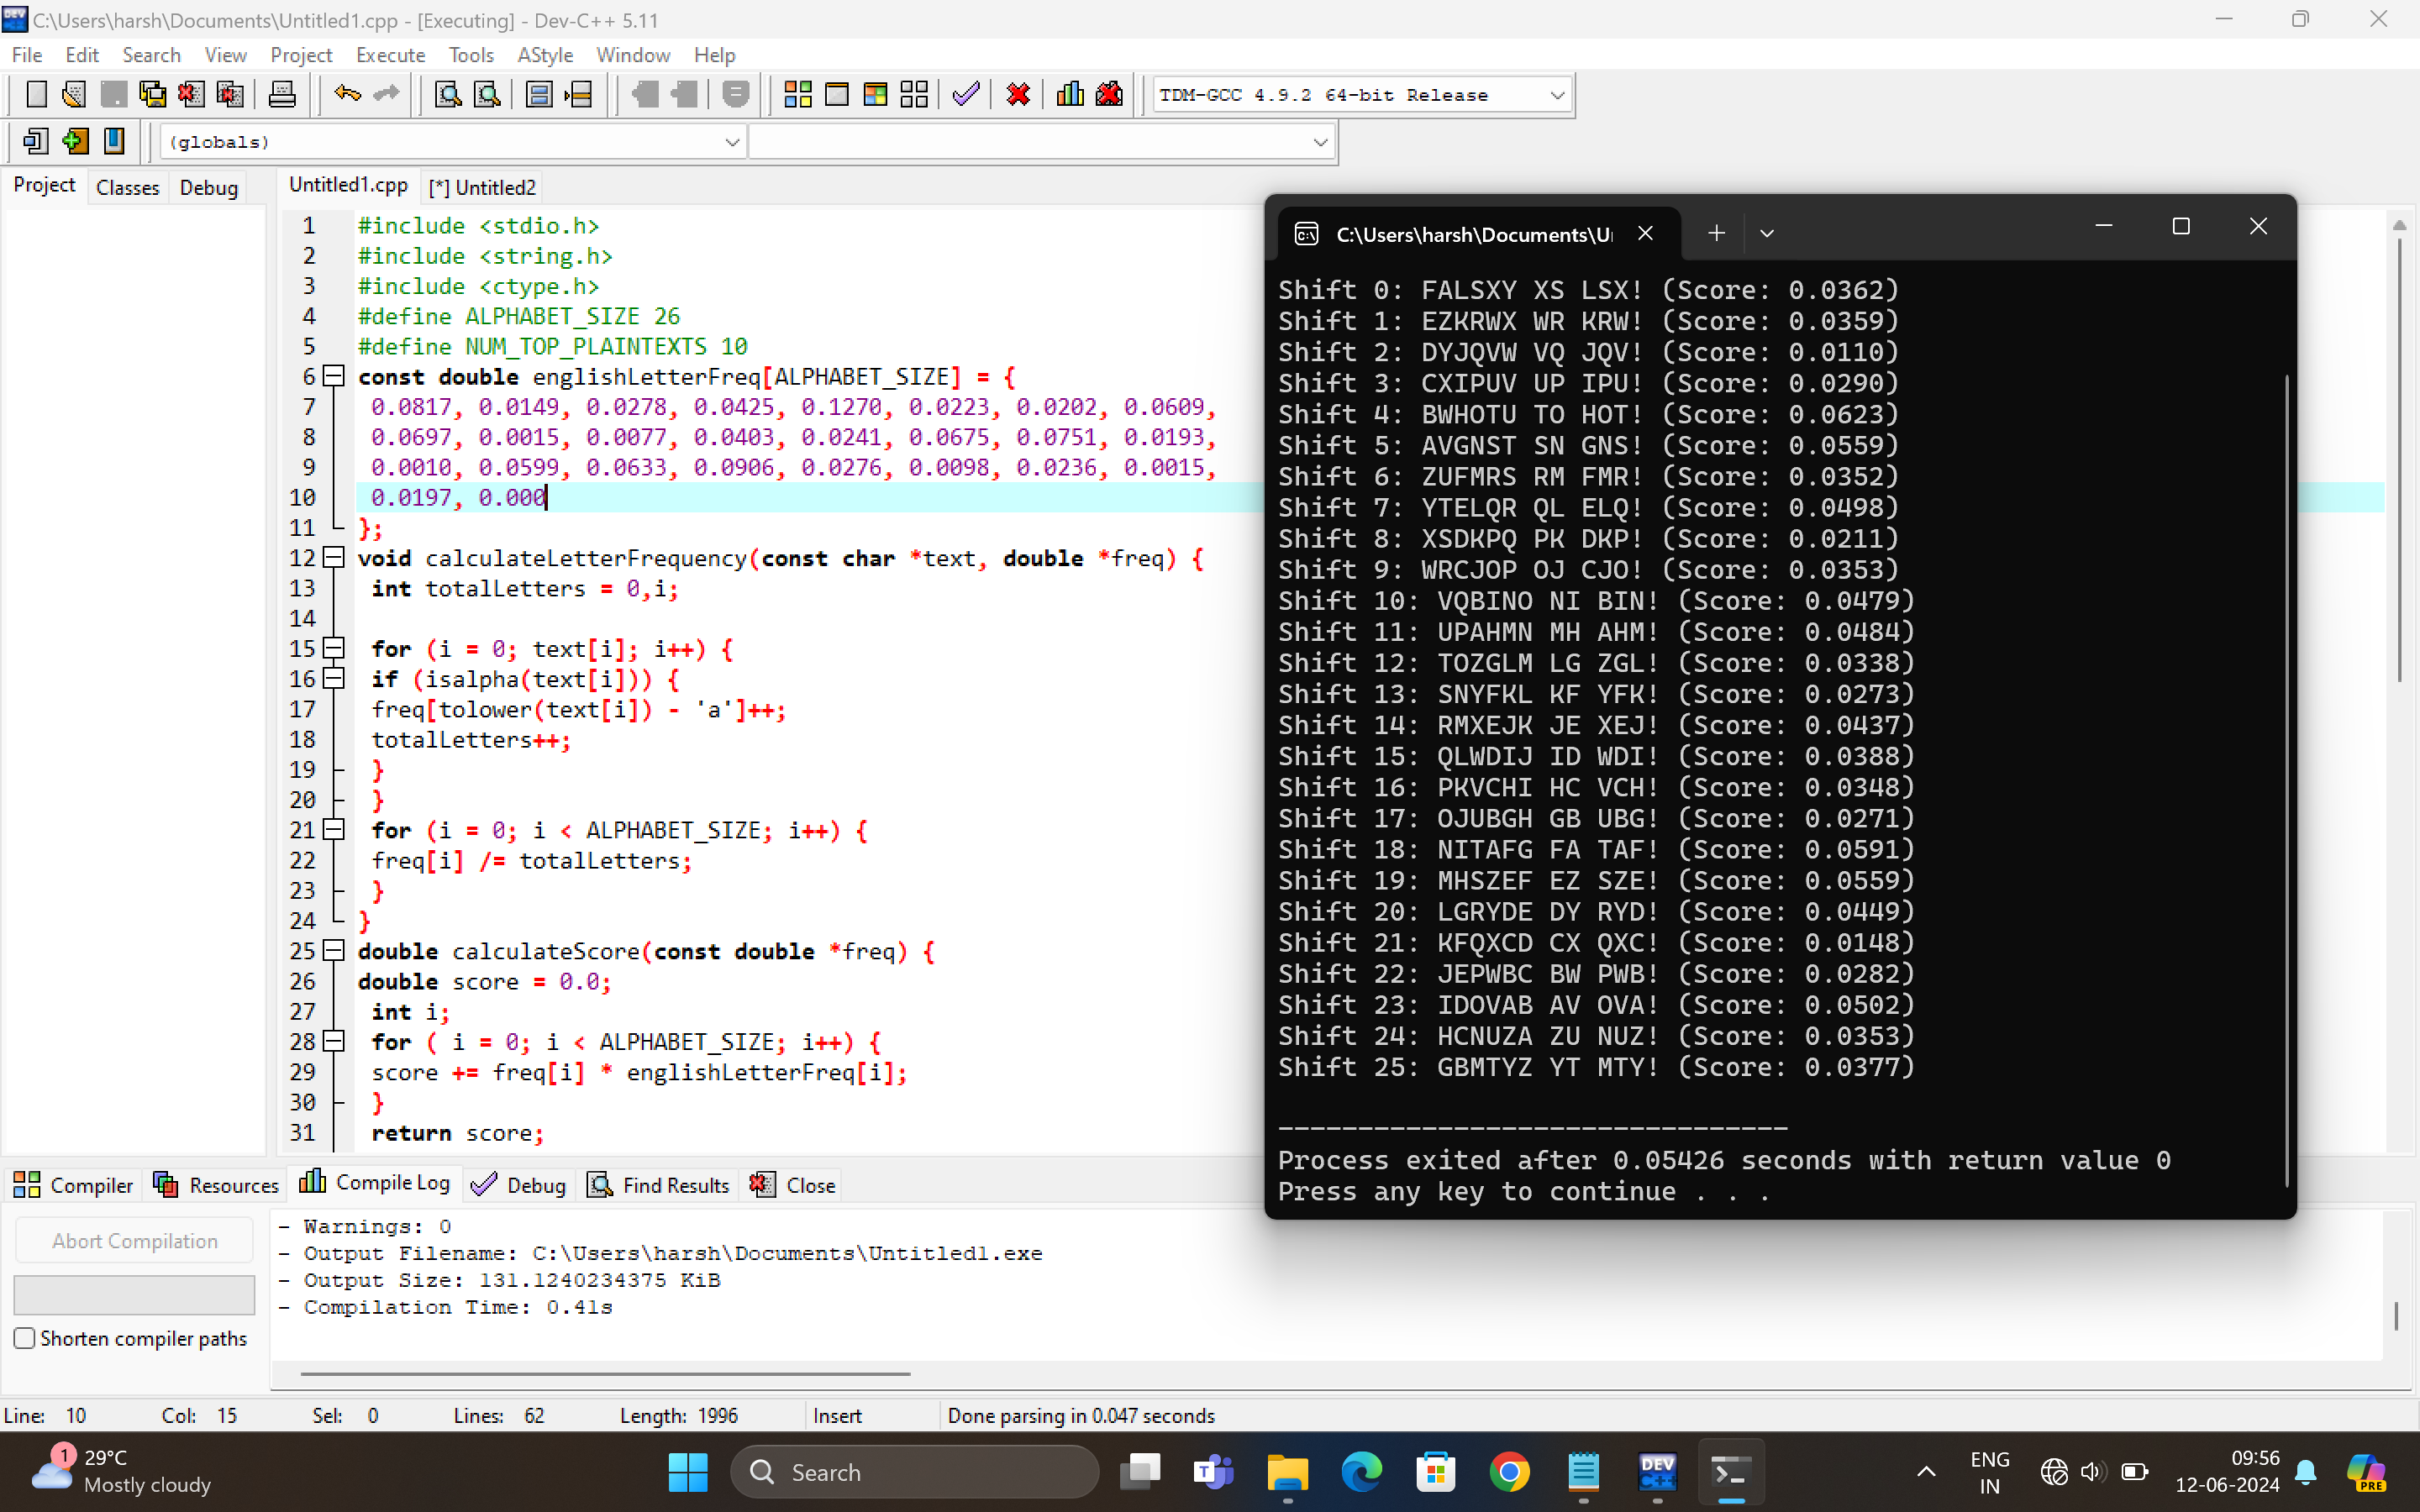 C:\Users\harsh\Documents\Untitled1.cpp - [Executing] - Dev-C++ 5.11
File Edit Search View Project Execute Tools AStyle Window Help
TDM-GCC 4.9.2 64-bit Release
(globals)
Project Classes Debug
Untitled1.cpp [*] Untitled2
1 #include <stdio.h>
2 #include <string.h>
3 #include <ctype.h>
4 #define ALPHABET_SIZE 26
5 #define NUM_TOP_PLAINTEXTS 10
6 const double englishLetterFreq[ALPHABET_SIZE] = {
7 0.0817, 0.0149, 0.0278, 0.0425, 0.1270, 0.0223, 0.0202, 0.0609,
8 0.0697, 0.0015, 0.0077, 0.0403, 0.0241, 0.0675, 0.0751, 0.0193,
9 0.0010, 0.0599, 0.0633, 0.0906, 0.0276, 0.0098, 0.0236, 0.0015,
10 0.0197, 0.000
11 };
12 void calculateLetterFrequency(const char *text, double *freq) {
13 int totalLetters = 0,i;
14
15 for (i = 0; text[i]; i++) {
16 if (isalpha(text[i])) {
17 freq[tolower(text[i]) - 'a']++;
18 totalLetters++;
19 }
20 }
21 for (i = 0; i < ALPHABET_SIZE; i++) {
22 freq[i] /= totalLetters;
23 }
24 }
25 double calculateScore(const double *freq) {
26 double score = 0.0;
27 int i;
28 for ( i = 0; i < ALPHABET_SIZE; i++) {
29 score += freq[i] * englishLetterFreq[i];
30 }
31 return score;
C:\Users\harsh\Documents\U
Shift 0: FALSXY XS LSX! (Score: 0.0362)
Shift 1: EZKRWX WR KRW! (Score: 0.0359)
Shift 2: DYJQVW VQ JQV! (Score: 0.0110)
Shift 3: CXIPUV UP IPU! (Score: 0.0290)
Shift 4: BWHOTU TO HOT! (Score: 0.0623)
Shift 5: AVGNST SN GNS! (Score: 0.0559)
Shift 6: ZUFMRS RM FMR! (Score: 0.0352)
Shift 7: YTELQR QL ELQ! (Score: 0.0498)
Shift 8: XSDKPQ PK DKP! (Score: 0.0211)
Shift 9: WRCJOP OJ CJO! (Score: 0.0353)
Shift 10: VQBINO NI BIN! (Score: 0.0479)
Shift 11: UPAHMN MH AHM! (Score: 0.0484)
Shift 12: TOZGLM LG ZGL! (Score: 0.0338)
Shift 13: SNYFKL KF YFK! (Score: 0.0273)
Shift 14: RMXEJK JE XEJ! (Score: 0.0437)
Shift 15: QLWDIJ ID WDI! (Score: 0.0388)
Shift 16: PKVCHI HC VCH! (Score: 0.0348)
Shift 17: OJUBGH GB UBG! (Score: 0.0271)
Shift 18: NITAFG FA TAF! (Score: 0.0591)
Shift 19: MHSZEF EZ SZE! (Score: 0.0559)
Shift 20: LGRYDE DY RYD! (Score: 0.0449)
Shift 21: KFQXCD CX QXC! (Score: 0.0148)
Shift 22: JEPWBC BW PWB! (Score: 0.0282)
Shift 23: IDOVAB AV OVA! (Score: 0.0502)
Shift 24: HCNUZA ZU NUZ! (Score: 0.0353)
Shift 25: GBMTYZ YT MTY! (Score: 0.0377)
--------------------------------
Process exited after 0.05426 seconds with return value 0
Press any key to continue . . .
Compiler Resources Compile Log Debug Find Results Close
Abort Compilation
Shorten compiler paths
- Warnings: 0
- Output Filename: C:\Users\harsh\Documents\Untitled1.exe
- Output Size: 131.1240234375 KiB
- Compilation Time: 0.41s
Line: 10 Col: 15 Sel: 0 Lines: 62 Length: 1996 Insert Done parsing in 0.047 seconds
1
29°C
Mostly cloudy
Search
DEV C++
ENG
IN
09:56
12-06-2024
PRE